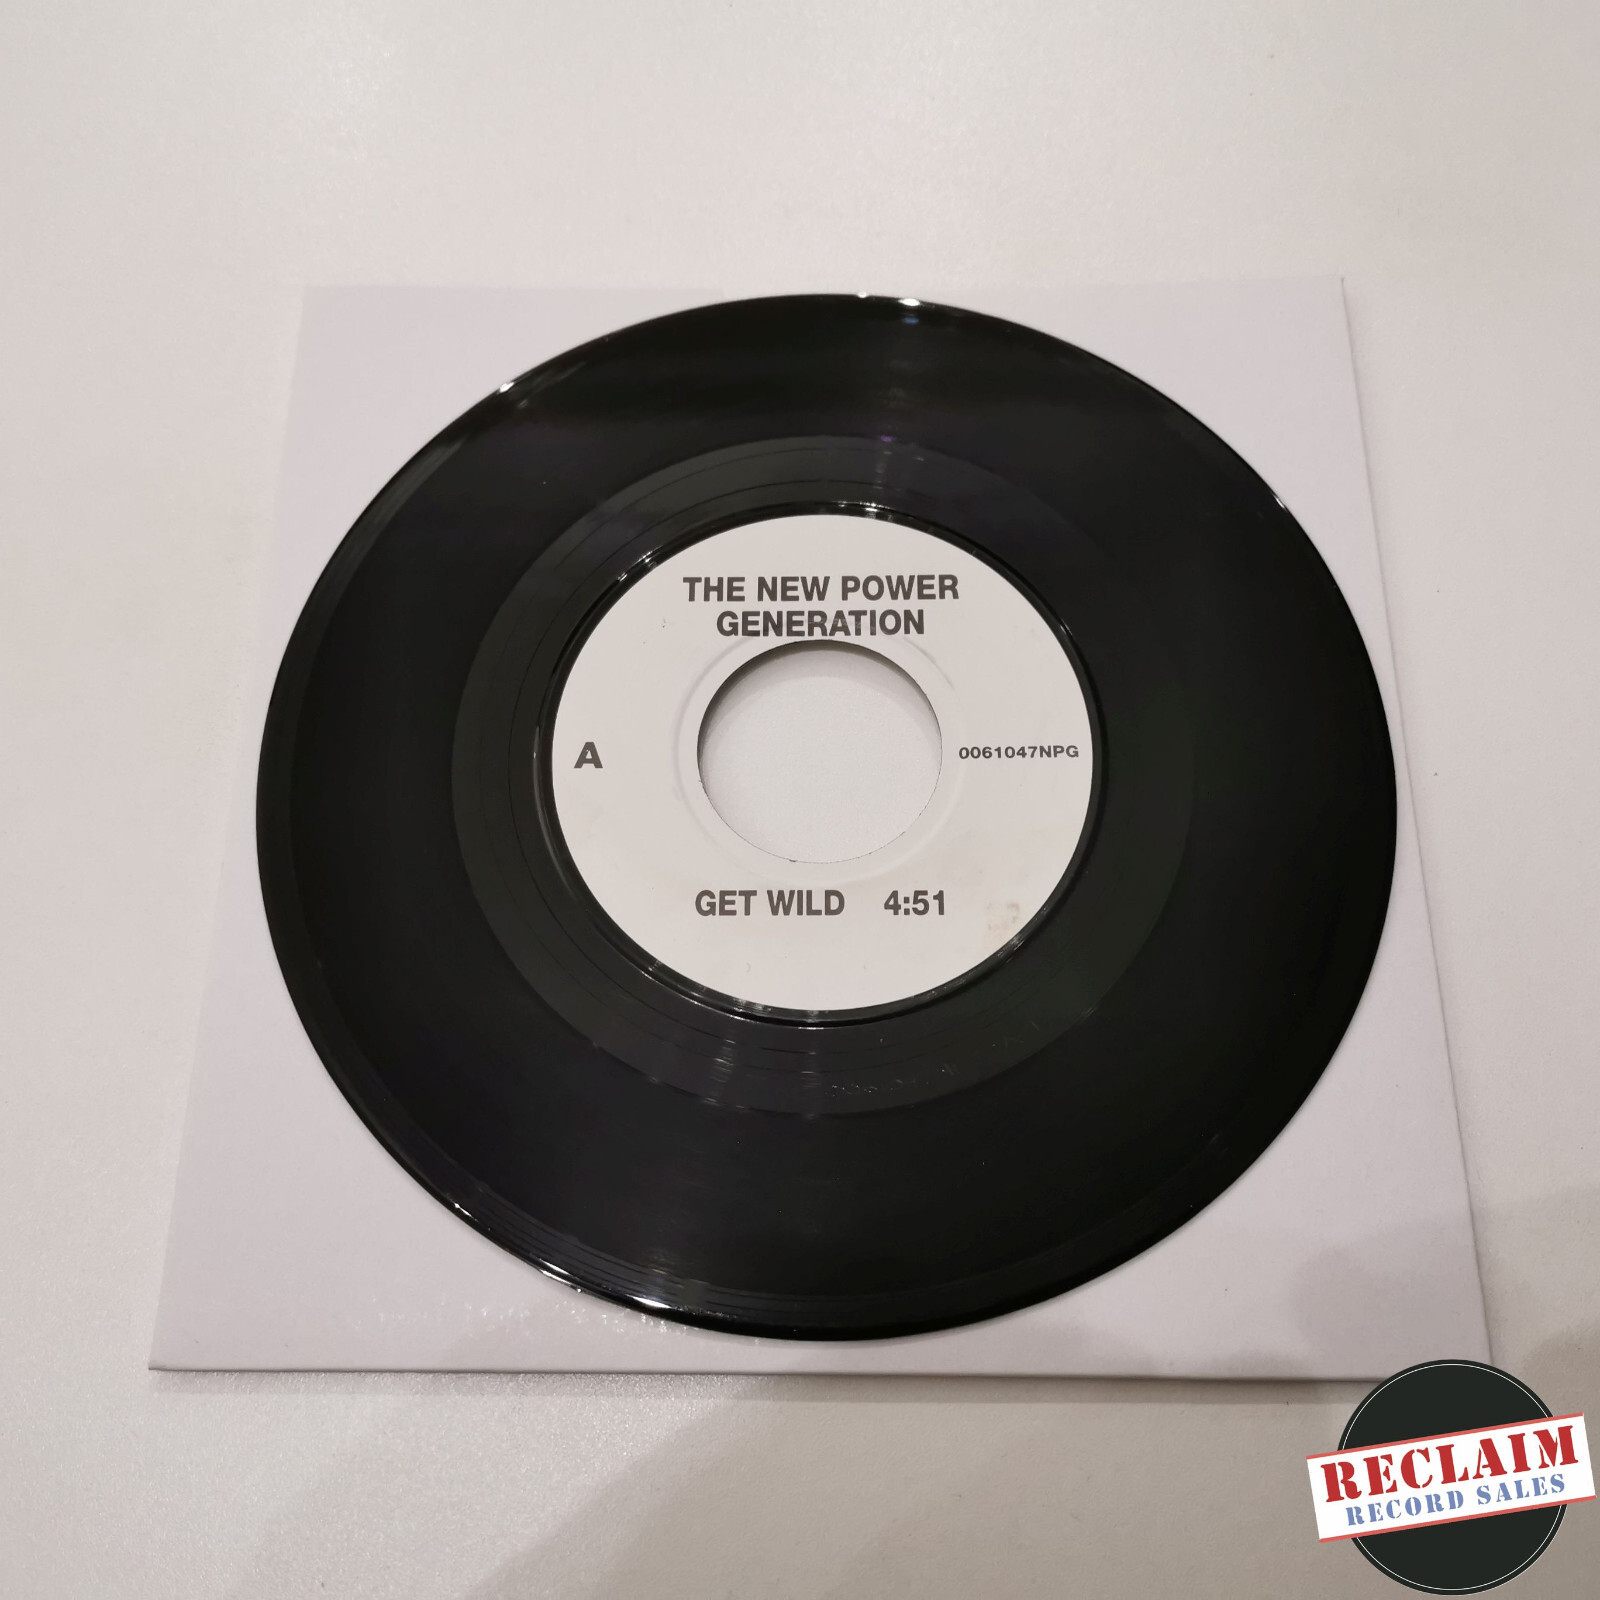 THE NEW POWER
GENERATION
A
0061047NPG
GET WILD 4:51
RECLAIM
RECORD SALES